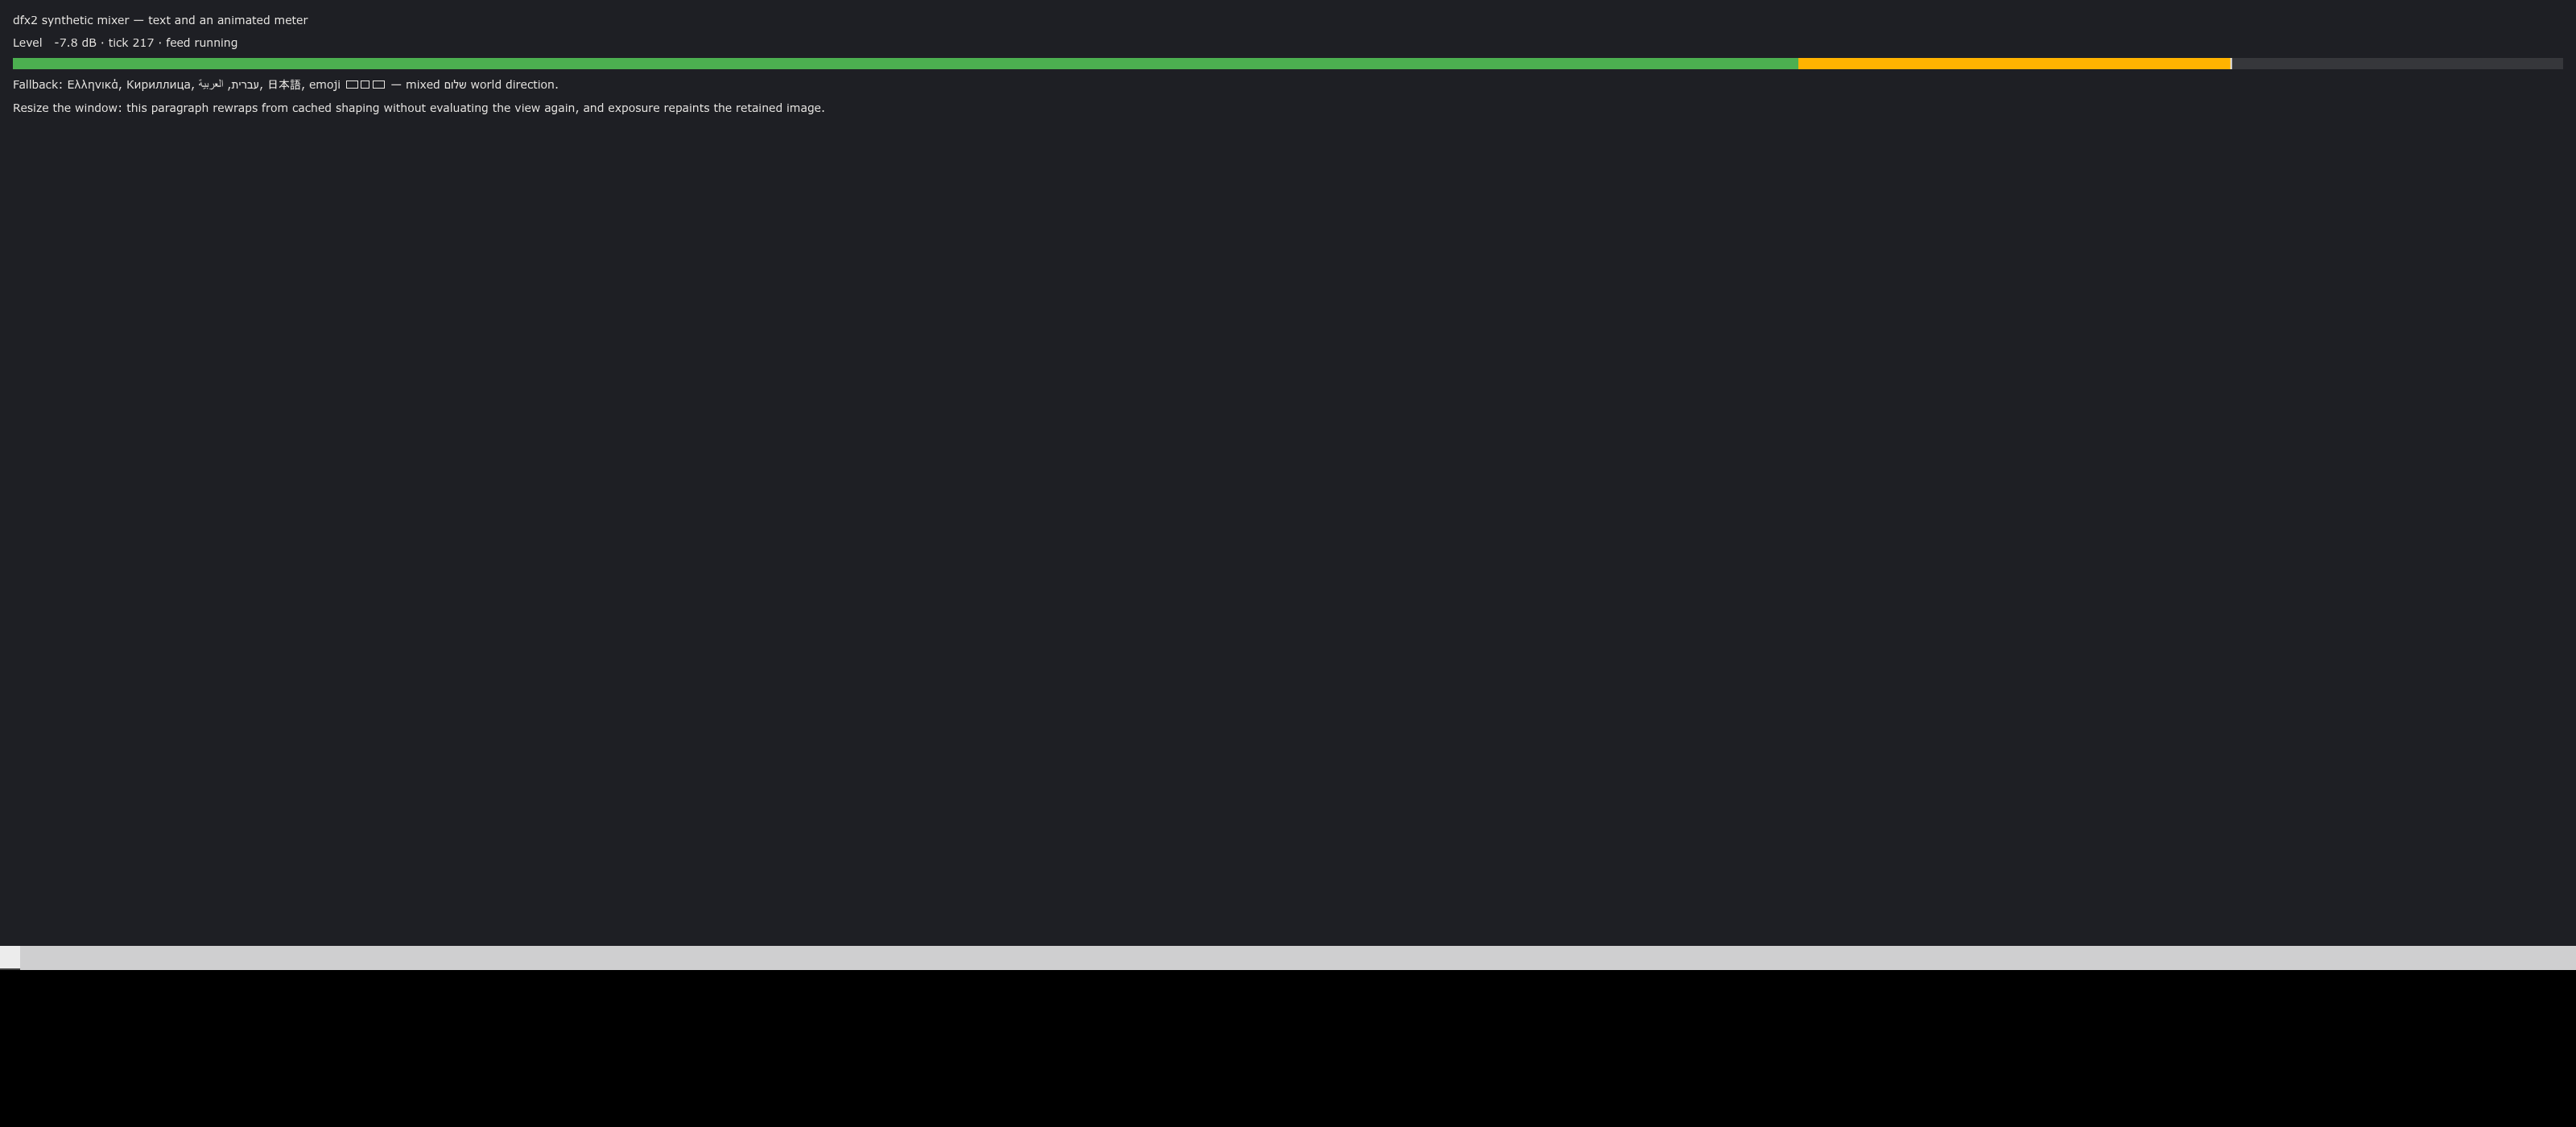 dfx2 synthetic mixer — text and an animated meter
Level -7.8 dB · tick 217 · feed running
Fallback: Ελληνικά, Кириллица, עברית, العربية, 日本語, emoji — mixed שלום world direction.
Resize the window: this paragraph rewraps from cached shaping without evaluating the view again, and exposure repaints the retained image.